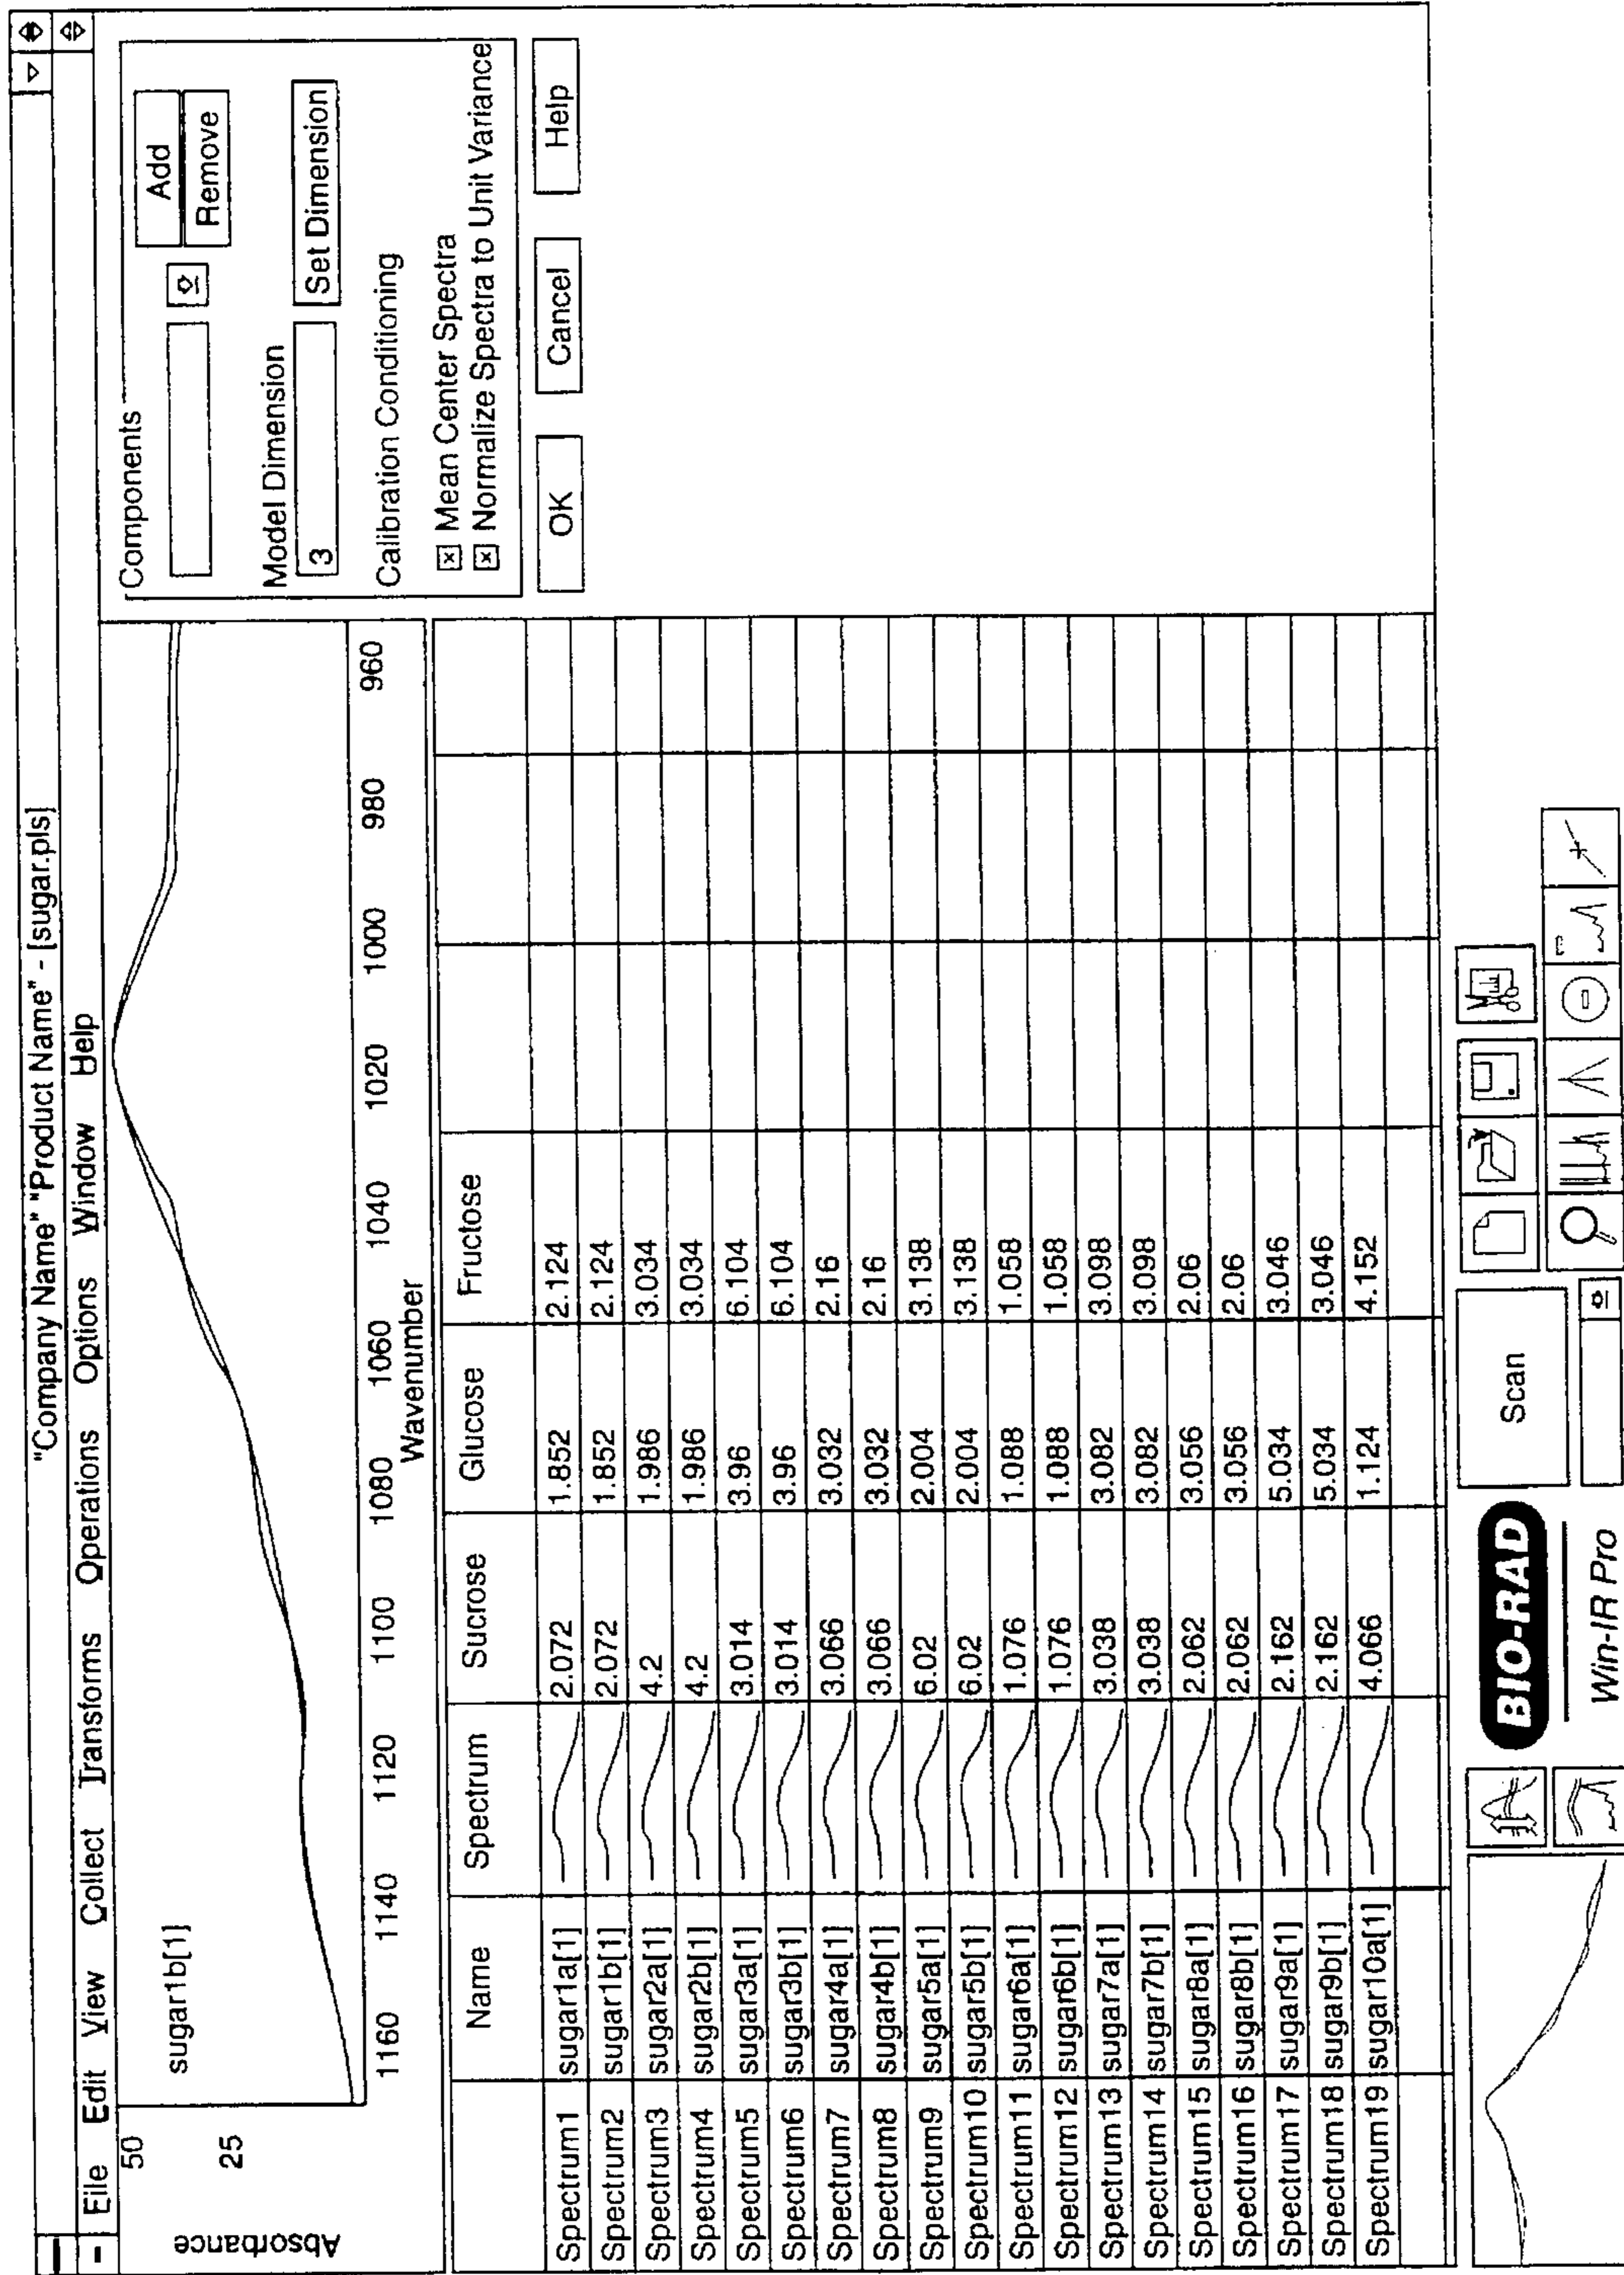 "Company Name" "Product Name" - [sugar.pls]
File Edit View Collect Transforms Operations Options Window Help
50
25
Absorbance
sugar1b[1]
1160 1140 1120 1100 1080 1060 1040 1020 1000 980 960
Wavenumber
Components
Add
Remove
Model Dimension
3 Set Dimension
Calibration Conditioning
Mean Center Spectra
Normalize Spectra to Unit Variance
OK Cancel Help
Name Spectrum Sucrose Glucose Fructose
Spectrum1 sugar1a[1] 2.072 1.852 2.124
Spectrum2 sugar1b[1] 2.072 1.852 2.124
Spectrum3 sugar2a[1] 4.2 1.986 3.034
Spectrum4 sugar2b[1] 4.2 1.986 3.034
Spectrum5 sugar3a[1] 3.014 3.96 6.104
Spectrum6 sugar3b[1] 3.014 3.96 6.104
Spectrum7 sugar4a[1] 3.066 3.032 2.16
Spectrum8 sugar4b[1] 3.066 3.032 2.16
Spectrum9 sugar5a[1] 6.02 2.004 3.138
Spectrum10 sugar5b[1] 6.02 2.004 3.138
Spectrum11 sugar6a[1] 1.076 1.088 1.058
Spectrum12 sugar6b[1] 1.076 1.088 1.058
Spectrum13 sugar7a[1] 3.038 3.082 3.098
Spectrum14 sugar7b[1] 3.038 3.082 3.098
Spectrum15 sugar8a[1] 2.062 3.056 2.06
Spectrum16 sugar8b[1] 2.062 3.056 2.06
Spectrum17 sugar9a[1] 2.162 5.034 3.046
Spectrum18 sugar9b[1] 2.162 5.034 3.046
Spectrum19 sugar10a[1] 4.066 1.124 4.152
BIO-RAD
Win-IR Pro
Scan